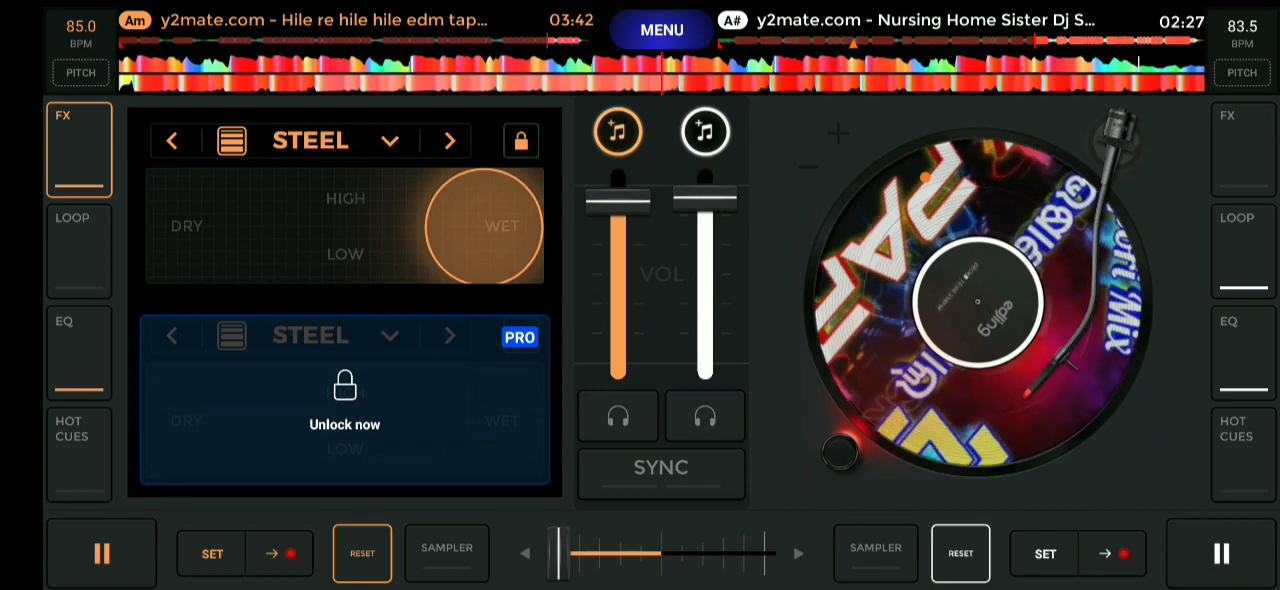 85.0
BPM
PITCH
Am y2mate.com - Hile re hile hile edm tap... 03:42
MENU
A# y2mate.com - Nursing Home Sister Dj S... 02:27
83.5
BPM
PITCH
FX
LOOP
EQ
HOT
CUES
STEEL
HIGH
DRY
WET
LOW
STEEL
PRO
Unlock now
DRY
WET
LOW
VOL
SYNC
edjing
Mix
FX
LOOP
EQ
HOT
CUES
SET
RESET
SAMPLER
SAMPLER
RESET
SET